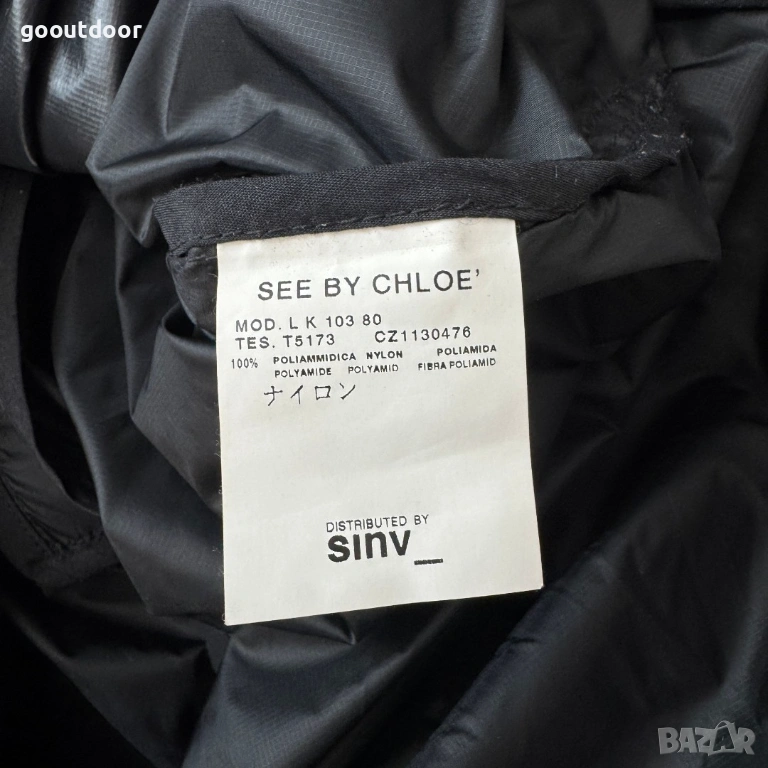 gooutdoor
SEE BY CHLOE'
MOD. L K 103 80
TES. T5173 CZ1130476
100% POLIAMMIDICA NYLON POLIAMIDA
POLYAMIDE POLYAMID FIBRA POLIAMID
ナイロン
DISTRIBUTED BY
sinv_
BAZAR